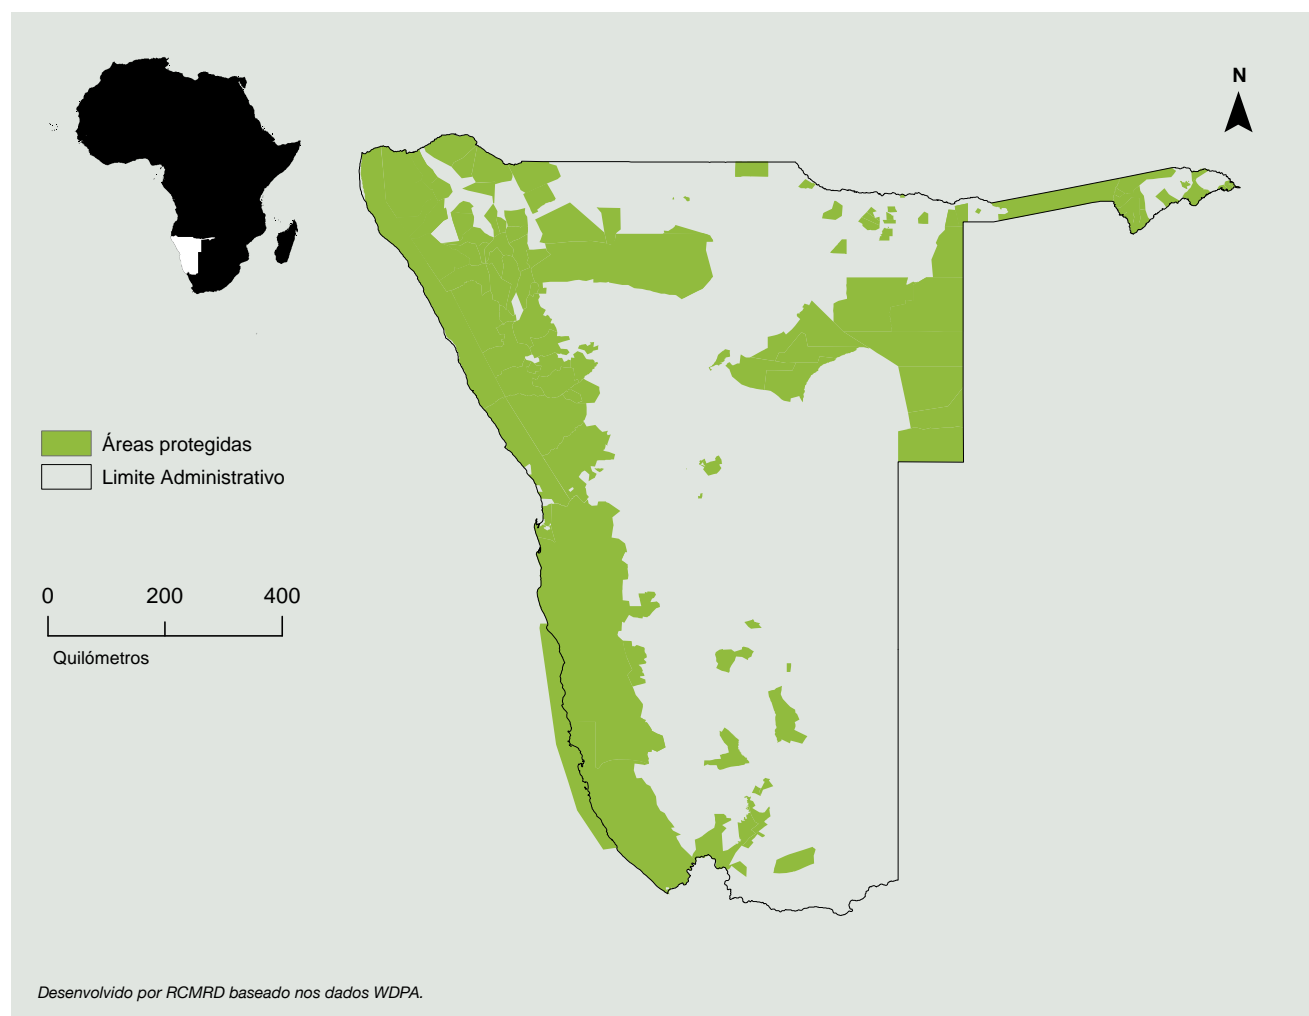 N
Áreas protegidas
Limite Administrativo
0 200 400
Quilómetros
Desenvolvido por RCMRD baseado nos dados WDPA.